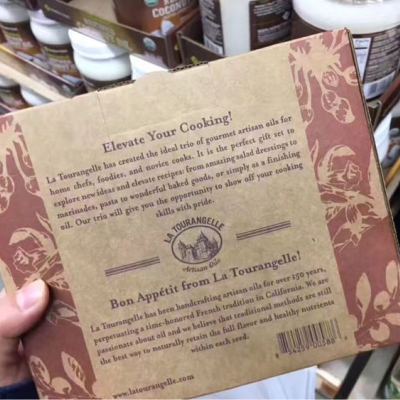 Elevate Your Cooking!
La Tourangelle has created the ideal trio of gourmet artisan oils for
home chefs, foodies, and novice cooks. It is the perfect gift set to
explore new ideas and elevate recipes: from amazing salad dressings to
marinades, pasta to wonderful baked goods, or simply as a finishing
oil. Our trio will give you the opportunity to show off your cooking
skills with pride.
LA TOURANGELLE
Artisan Oils
Bon Appétit from La Tourangelle!
La Tourangelle has been handcrafting artisan oils for over 150 years,
perpetuating a time-honored French tradition in California. We are
passionate about oil and we believe that traditional methods are still
the best way to naturally retain the full flavor and healthy nutrients
within each seed.
www.latourangelle.com